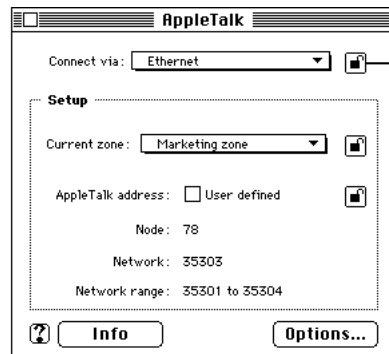 AppleTalk
Connect via: Ethernet
Setup
Current zone: Marketing zone
AppleTalk address: User defined
Node: 78
Network: 35303
Network range: 35301 to 35304
? Info Options...